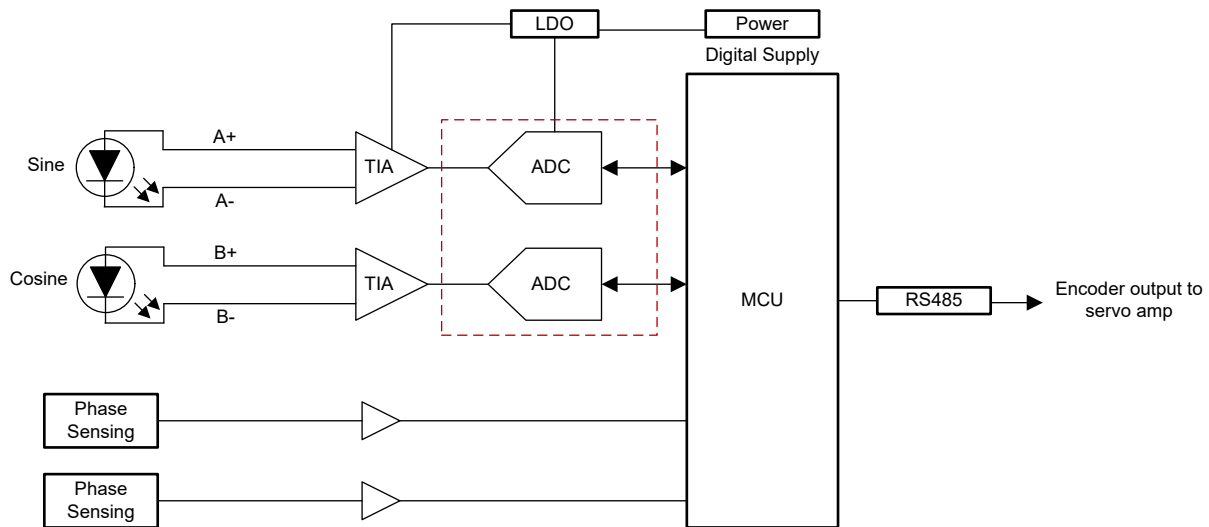 LDO
Power
Digital Supply
A+
Sine
TIA
ADC
A-
B+
Cosine
TIA
ADC
B-
MCU
RS485
Encoder output to
servo amp
Phase
Sensing
Phase
Sensing